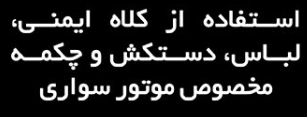 استفاده از کلاه ایمنی،
لباس، دستکش و چکمه
مخصوص موتور سواری